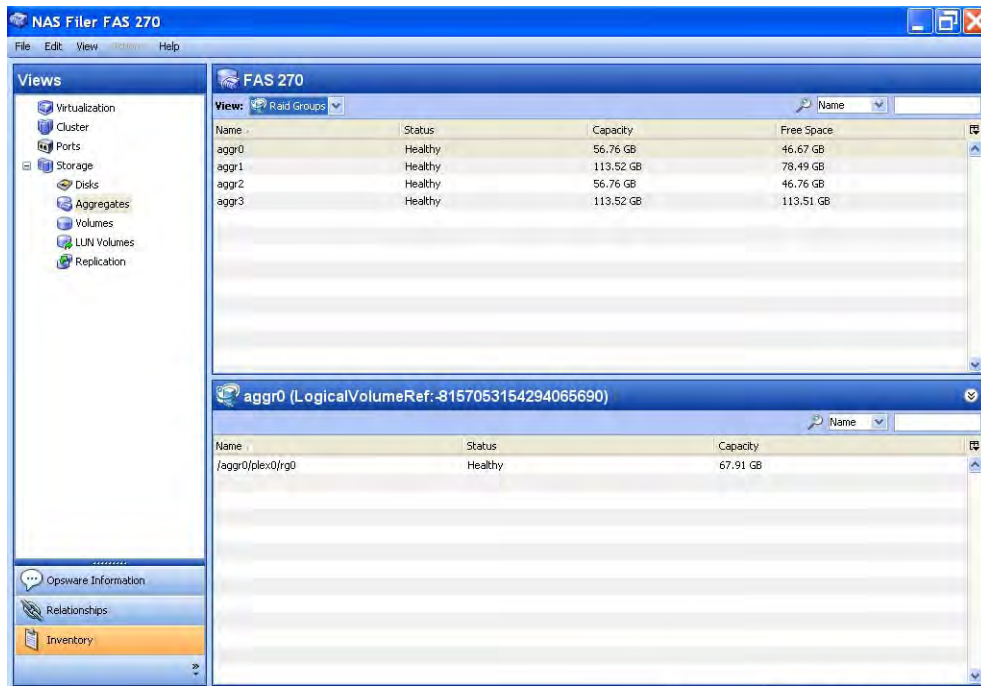 NAS Filer FAS 270
File Edit View Actions Help
Views
Virtualization
Cluster
Ports
Storage
Disks
Aggregates
Volumes
LUN Volumes
Replication
Opsware Information
Relationships
Inventory
FAS 270
View: Raid Groups Name
Name Status Capacity Free Space
aggr0 Healthy 56.76 GB 46.67 GB
aggr1 Healthy 113.52 GB 78.49 GB
aggr2 Healthy 56.76 GB 46.76 GB
aggr3 Healthy 113.52 GB 113.51 GB
aggr0 (LogicalVolumeRef:-8157053154294065690)
Name
Name Status Capacity
/aggr0/plex0/rg0 Healthy 67.91 GB